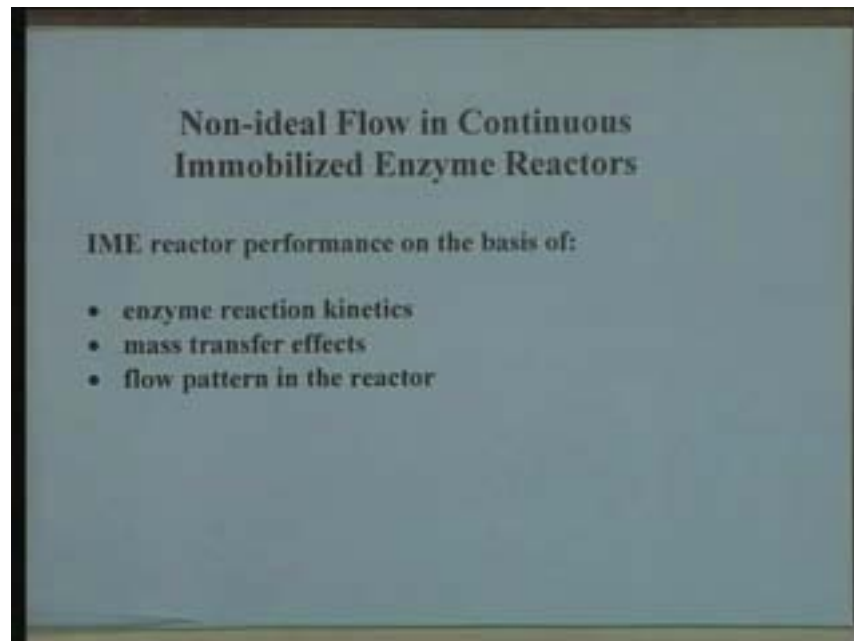 Non-ideal Flow in Continuous
Immobilized Enzyme Reactors
IME reactor performance on the basis of:
• enzyme reaction kinetics
• mass transfer effects
• flow pattern in the reactor